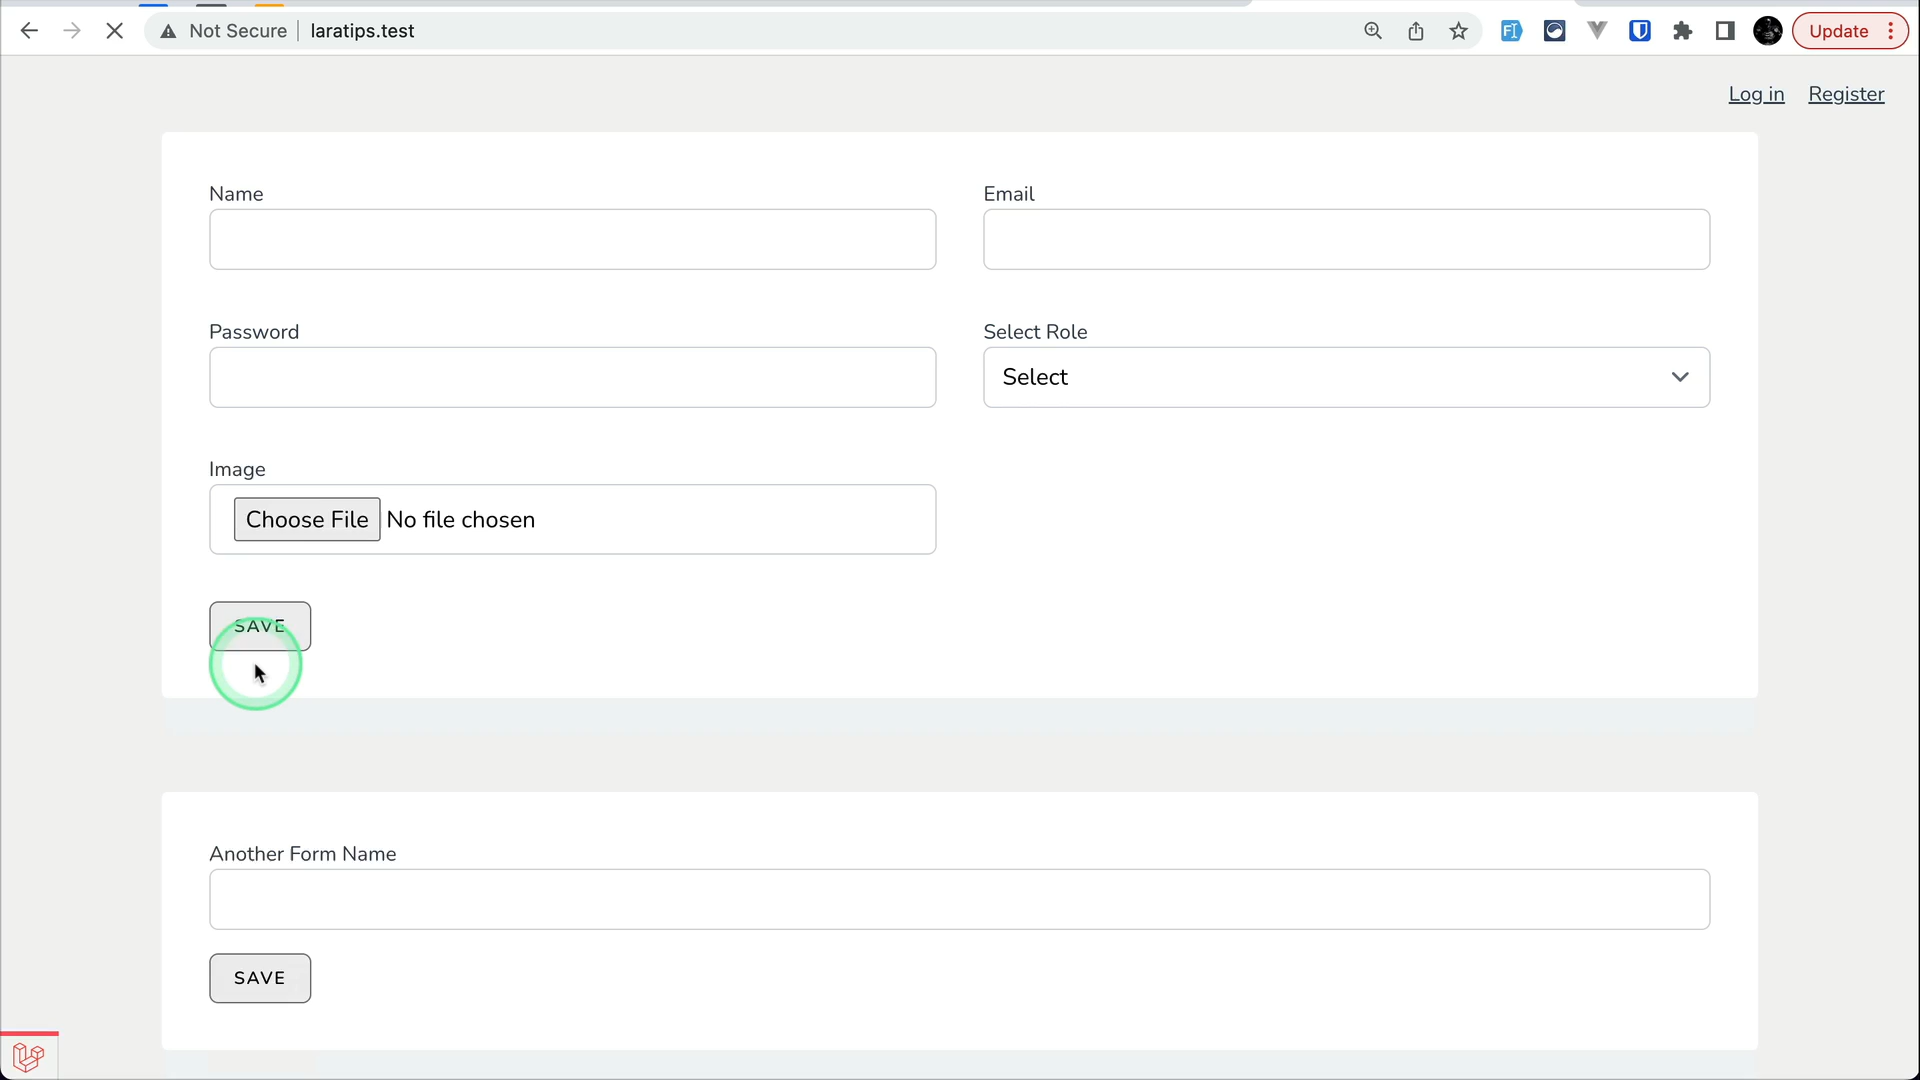 Not Secure laratips.test Update
Log in Register
Name Email
Password Select Role
Select
Image
Choose File No file chosen
SAVE
Another Form Name
SAVE